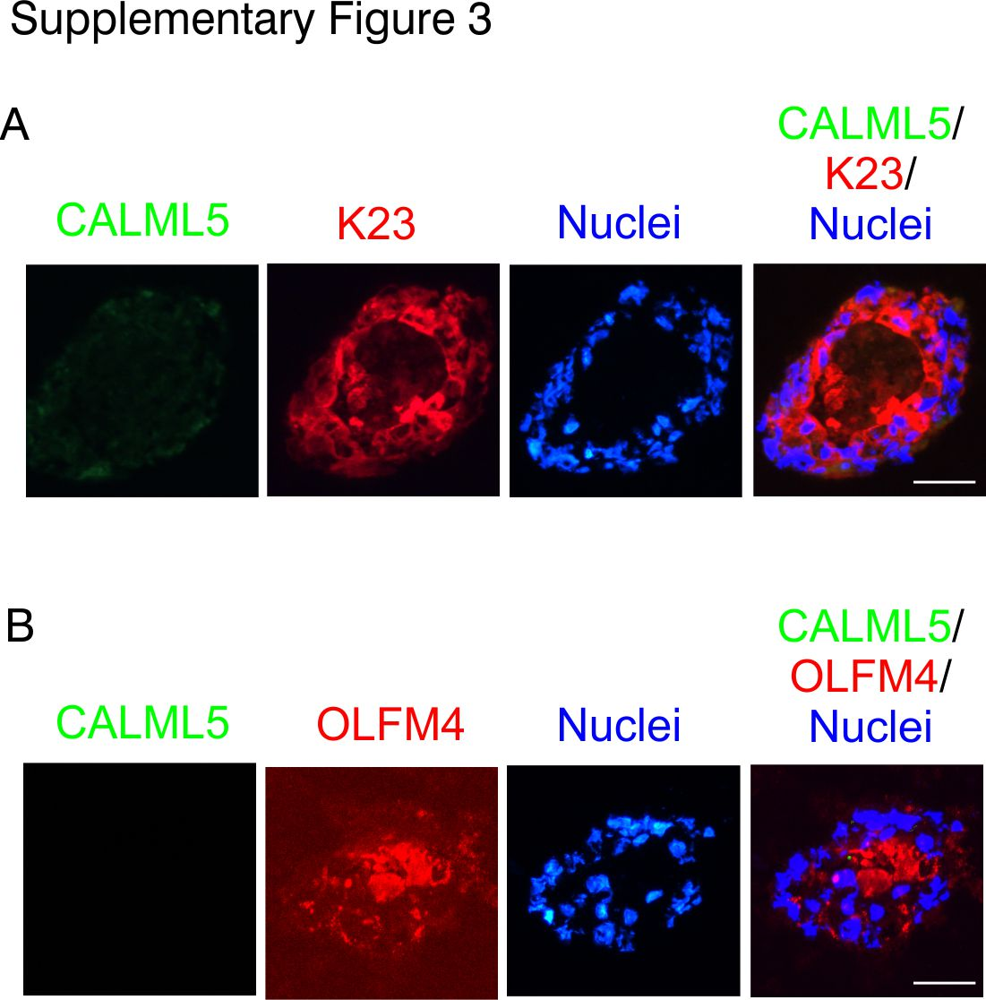 Supplementary Figure 3
A
CALML5
K23
Nuclei
CALML5/
K23/
Nuclei
B
CALML5
OLFM4
Nuclei
CALML5/
OLFM4/
Nuclei